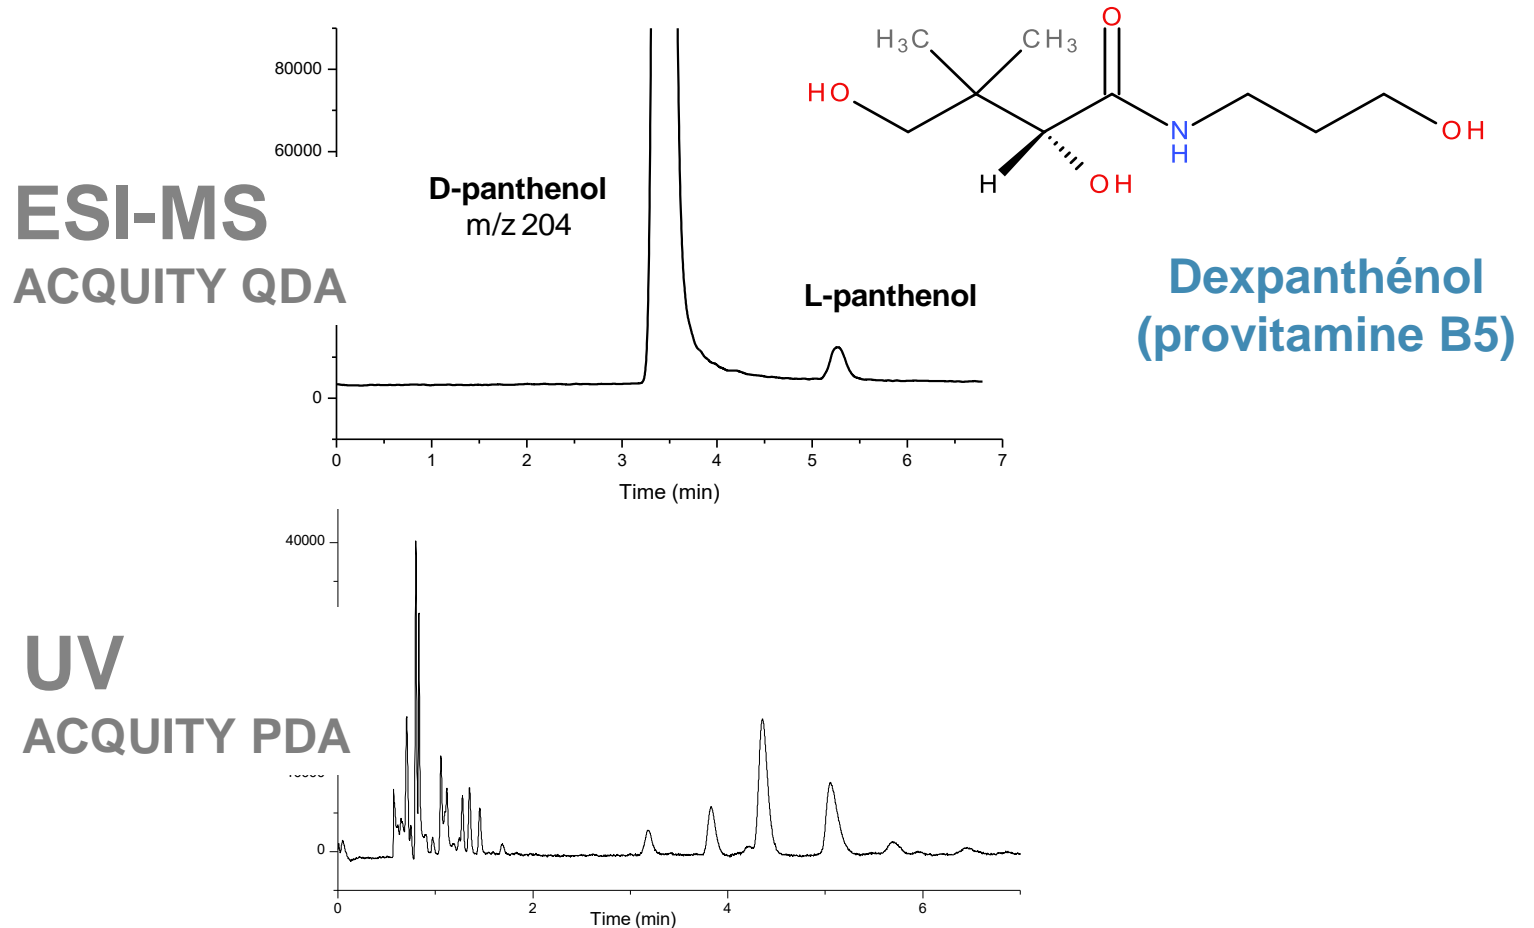 80000
60000
0
0 1 2 3 4 5 6 7
Time (min)
ESI-MS
ACQUITY QDA
D-panthenol
m/z 204
L-panthenol
H3C
CH3
O
HO
N
H
OH
H
OH
Dexpanthénol
(provitamine B5)
UV
ACQUITY PDA
40000
0
0 2 4 6
Time (min)